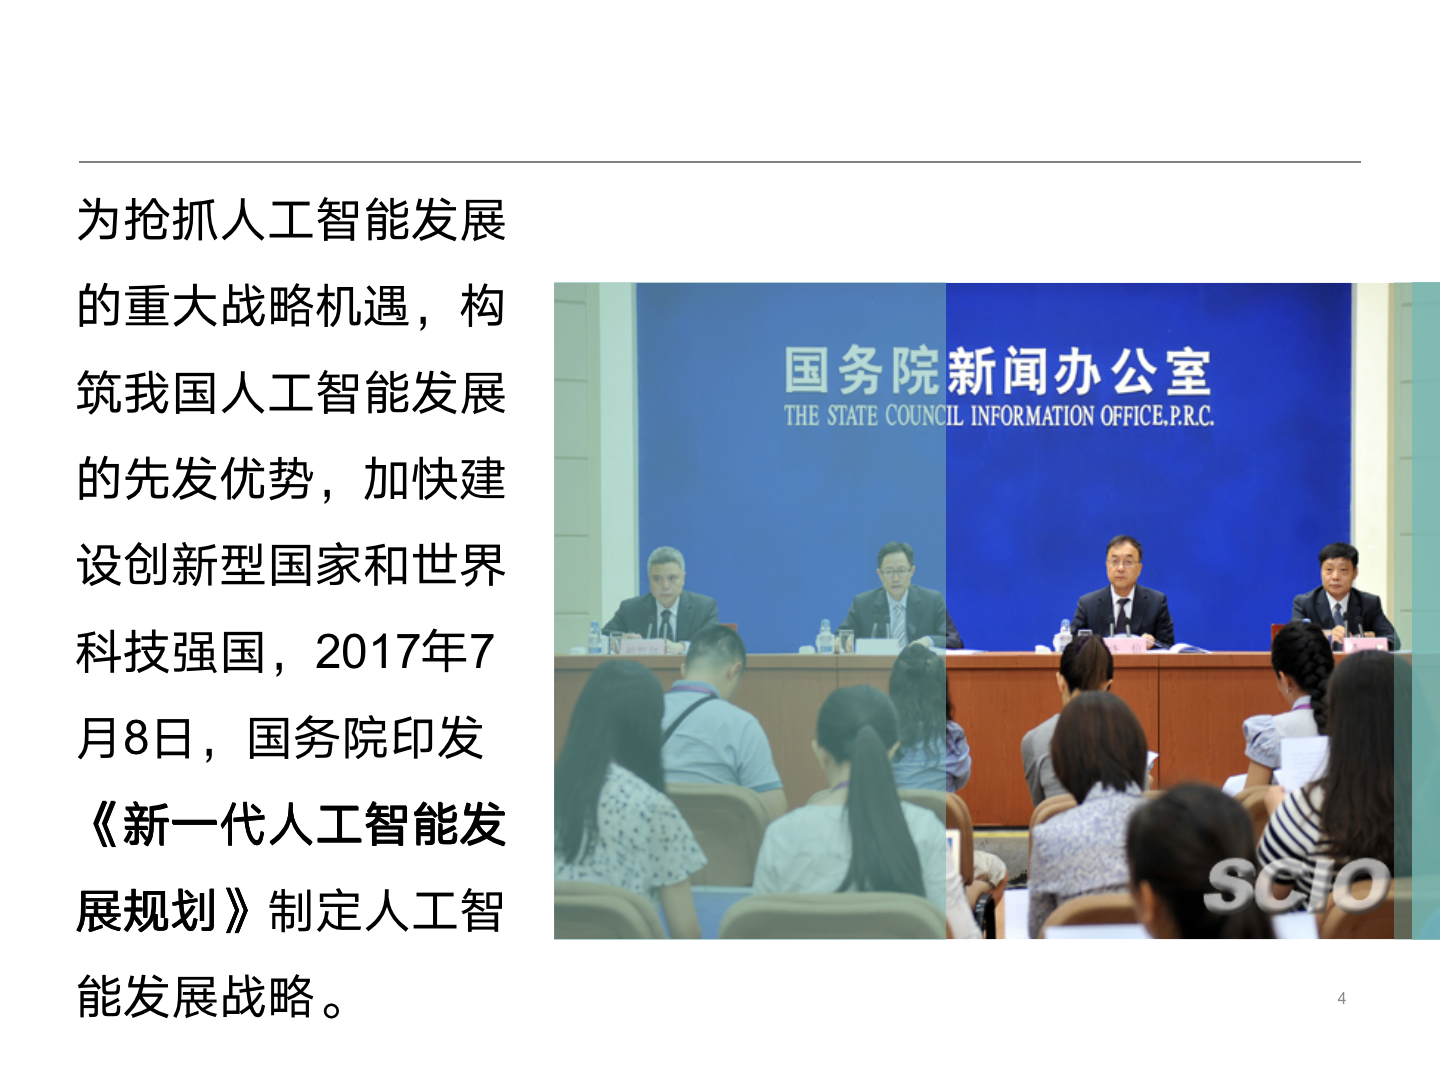 为抢抓人工智能发展
的重大战略机遇，构
筑我国人工智能发展
的先发优势，加快建
设创新型国家和世界
科技强国，2017年7
月8日，国务院印发
《新一代人工智能发
展规划》制定人工智
能发展战略。
国务院新闻办公室
THE STATE COUNCIL INFORMATION OFFICE,P.R.C.
scio
4